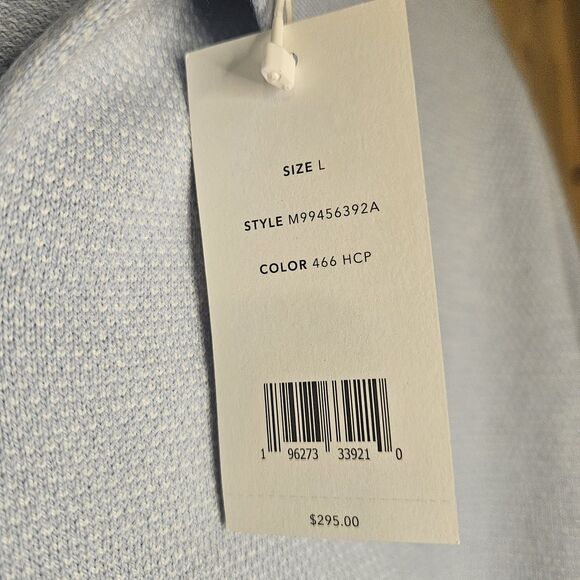 SIZE L
STYLE M99456392A
COLOR 466 HCP
1 96273 33921 0
$295.00